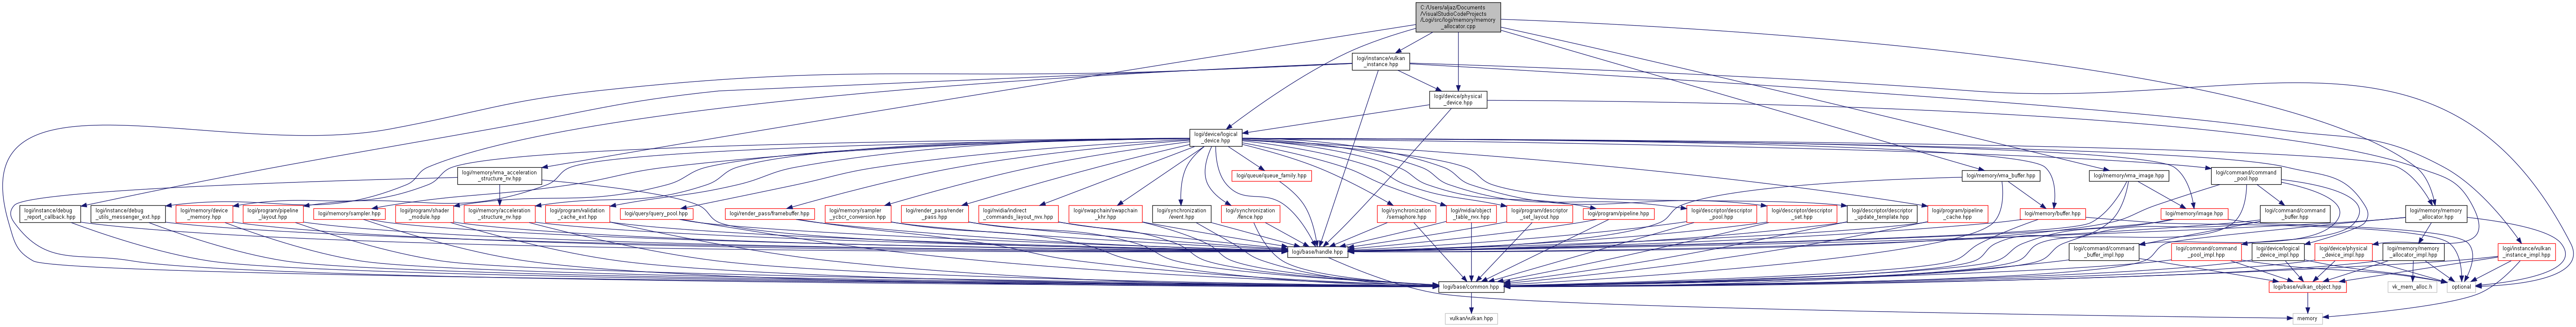 C:/Users/aljaz/Documents
/VisualStudioCodeProjects
/Logi/src/logi/memory/memory
_allocator.cpp
logi/instance/vulkan
_instance.hpp
logi/device/physical
_device.hpp
logi/device/logical
_device.hpp
logi/memory/vma_acceleration
_structure_nv.hpp
logi/queue/queue_family.hpp
logi/memory/vma_buffer.hpp
logi/memory/vma_image.hpp
logi/command/command
_pool.hpp
logi/instance/debug
_report_callback.hpp
logi/instance/debug
_utils_messenger_ext.hpp
logi/memory/device
_memory.hpp
logi/program/pipeline
_layout.hpp
logi/memory/sampler.hpp
logi/program/shader
_module.hpp
logi/memory/acceleration
_structure_nv.hpp
logi/program/validation
_cache_ext.hpp
logi/query/query_pool.hpp
logi/render_pass/framebuffer.hpp
logi/memory/sampler
_ycbcr_conversion.hpp
logi/render_pass/render
_pass.hpp
logi/nvidia/indirect
_commands_layout_nvx.hpp
logi/swapchain/swapchain
_khr.hpp
logi/synchronization
/event.hpp
logi/synchronization
/fence.hpp
logi/synchronization
/semaphore.hpp
logi/nvidia/object
_table_nvx.hpp
logi/program/descriptor
_set_layout.hpp
logi/program/pipeline.hpp
logi/descriptor/descriptor
_pool.hpp
logi/descriptor/descriptor
_set.hpp
logi/descriptor/descriptor
_update_template.hpp
logi/program/pipeline
_cache.hpp
logi/memory/buffer.hpp
logi/memory/image.hpp
logi/command/command
_buffer.hpp
logi/memory/memory
_allocator.hpp
logi/base/handle.hpp
logi/command/command
_buffer_impl.hpp
logi/command/command
_pool_impl.hpp
logi/device/logical
_device_impl.hpp
logi/device/physical
_device_impl.hpp
logi/memory/memory
_allocator_impl.hpp
logi/instance/vulkan
_instance_impl.hpp
logi/base/common.hpp
logi/base/vulkan_object.hpp
vk_mem_alloc.h
optional
vulkan/vulkan.hpp
memory